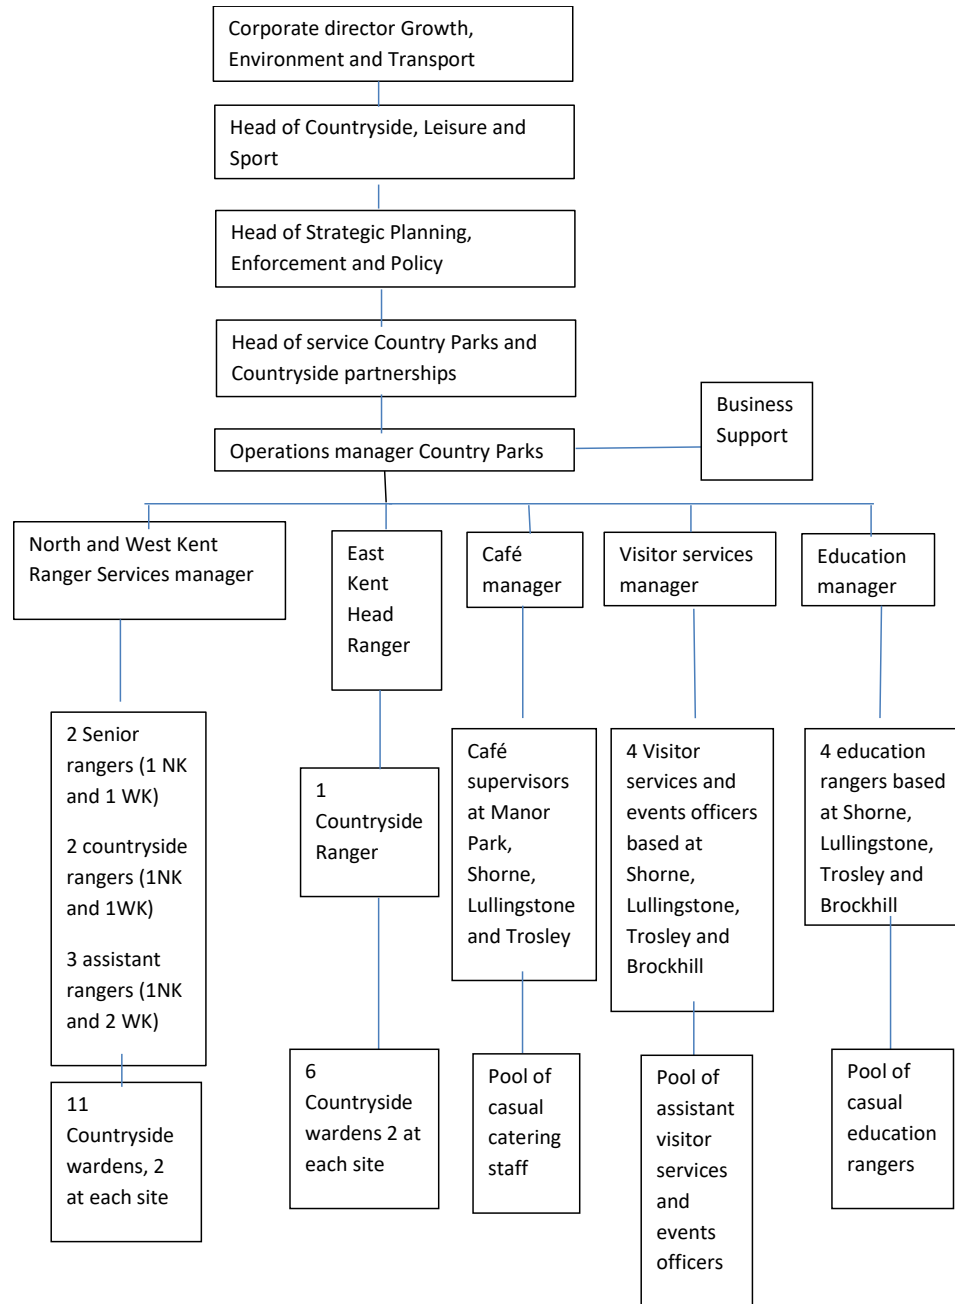 Corporate director Growth,
Environment and Transport
Head of Countryside, Leisure and
Sport
Head of Strategic Planning,
Enforcement and Policy
Head of service Country Parks and
Countryside partnerships
Business
Support
Operations manager Country Parks
North and West Kent
Ranger Services manager
East
Kent
Head
Ranger
Café
manager
Visitor services
manager
Education
manager
2 Senior
rangers (1 NK
and 1 WK)
2 countryside
rangers (1NK
and 1WK)
3 assistant
rangers (1NK
and 2 WK)
1
Countryside
Ranger
Café
supervisors
at Manor
Park,
Shorne,
Lullingstone
and Trosley
4 Visitor
services and
events officers
based at
Shorne,
Lullingstone,
Trosley and
Brockhill
4 education
rangers based
at Shorne,
Lullingstone,
Trosley and
Brockhill
11
Countryside
wardens, 2
at each site
6
Countryside
wardens 2 at
each site
Pool of
casual
catering
staff
Pool of
assistant
visitor
services
and
events
officers
Pool of
casual
education
rangers